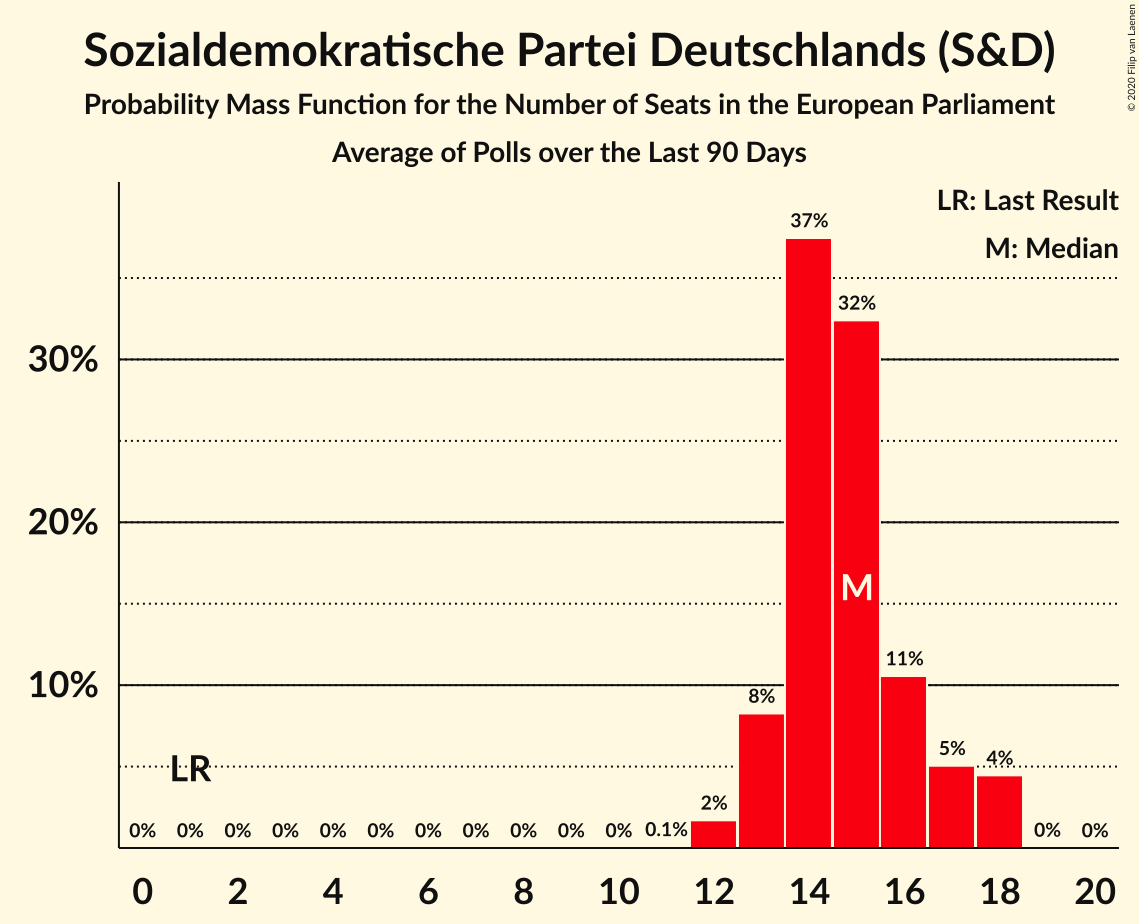 Sozialdemokratische Partei Deutschlands (S&D)
Probability Mass Function for the Number of Seats in the European Parliament
Average of Polls over the Last 90 Days
© 2020 Filip van Laenen
LR: Last Result
M: Median
37%
32%
30%
20%
M
11%
10%
8%
5%
4%
LR
2%
0% 0% 0% 0% 0% 0% 0% 0% 0% 0% 0% 0.1% 0% 0%
0 2 4 6 8 10 12 14 16 18 20